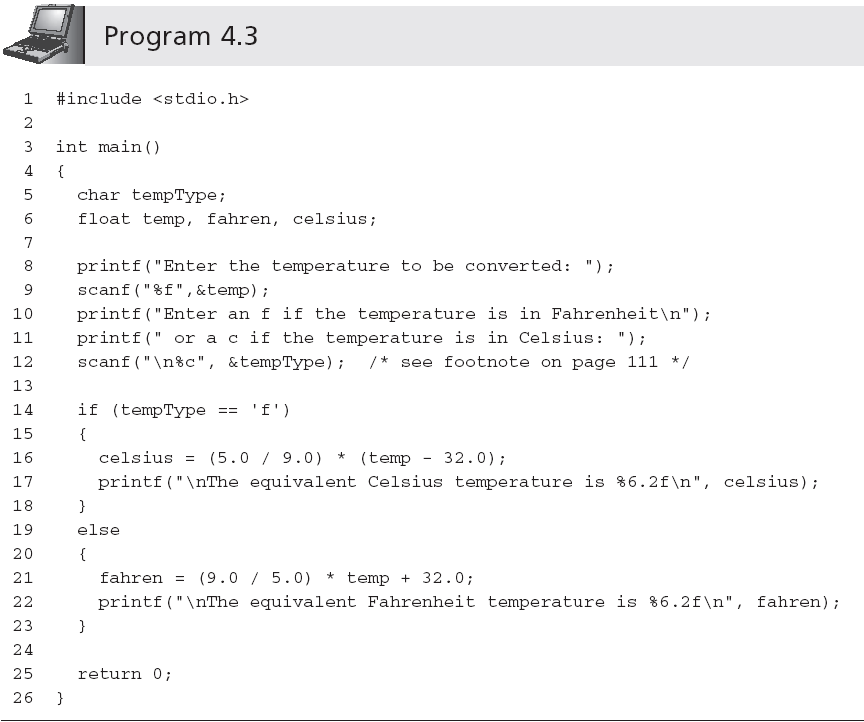 Program 4.3
1 #include <stdio.h>
2
3 int main()
4 {
5   char tempType;
6   float temp, fahren, celsius;
7
8   printf("Enter the temperature to be converted: ");
9   scanf("%f",&temp);
10   printf("Enter an f if the temperature is in Fahrenheit\n");
11   printf(" or a c if the temperature is in Celsius: ");
12   scanf("\n%c", &tempType);  /* see footnote on page 111 */
13
14   if (tempType == 'f')
15   {
16     celsius = (5.0 / 9.0) * (temp - 32.0);
17     printf("\nThe equivalent Celsius temperature is %6.2f\n", celsius);
18   }
19   else
20   {
21     fahren = (9.0 / 5.0) * temp + 32.0;
22     printf("\nThe equivalent Fahrenheit temperature is %6.2f\n", fahren);
23   }
24
25   return 0;
26 }